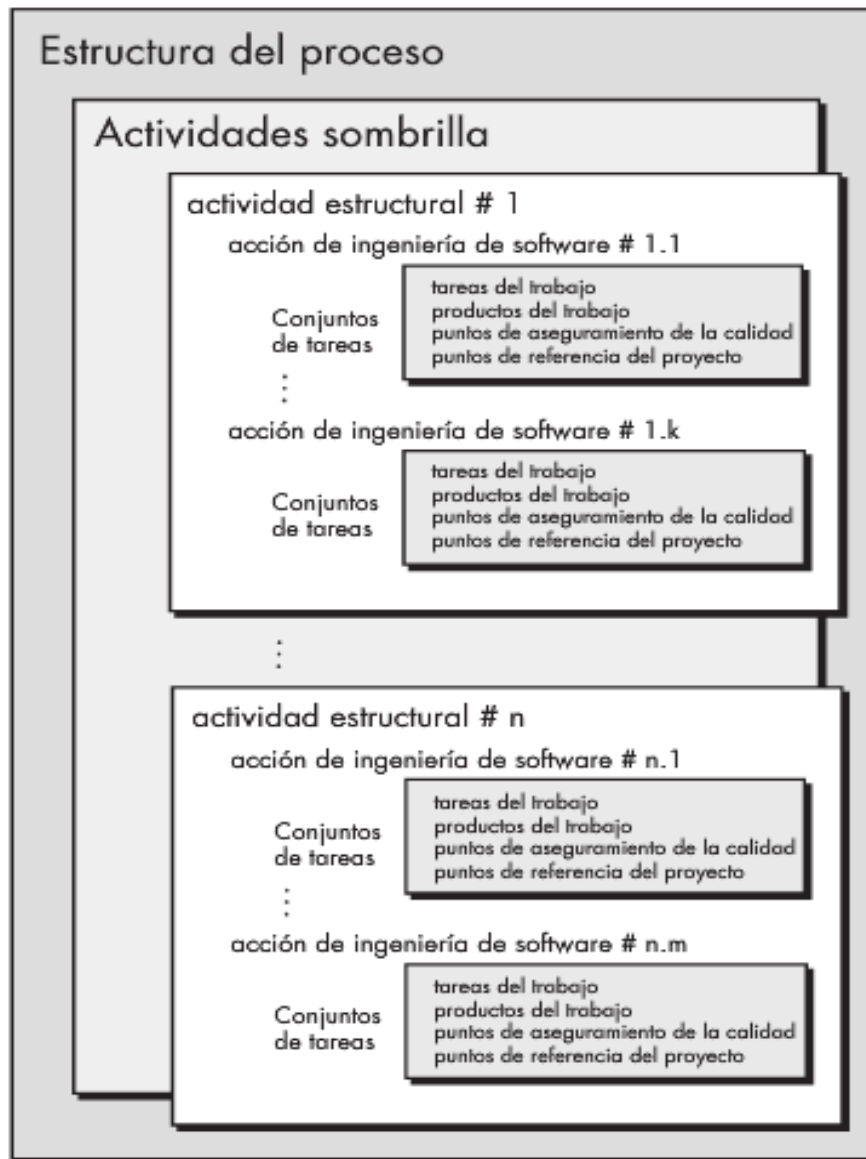 Estructura del proceso
Actividades sombrilla
actividad estructural # 1
acción de ingeniería de software # 1.1
Conjuntos
de tareas
tareas del trabajo
productos del trabajo
puntos de aseguramiento de la calidad
puntos de referencia del proyecto
acción de ingeniería de software # 1.k
Conjuntos
de tareas
tareas del trabajo
productos del trabajo
puntos de aseguramiento de la calidad
puntos de referencia del proyecto
actividad estructural # n
acción de ingeniería de software # n.1
Conjuntos
de tareas
tareas del trabajo
productos del trabajo
puntos de aseguramiento de la calidad
puntos de referencia del proyecto
acción de ingeniería de software # n.m
Conjuntos
de tareas
tareas del trabajo
productos del trabajo
puntos de aseguramiento de la calidad
puntos de referencia del proyecto